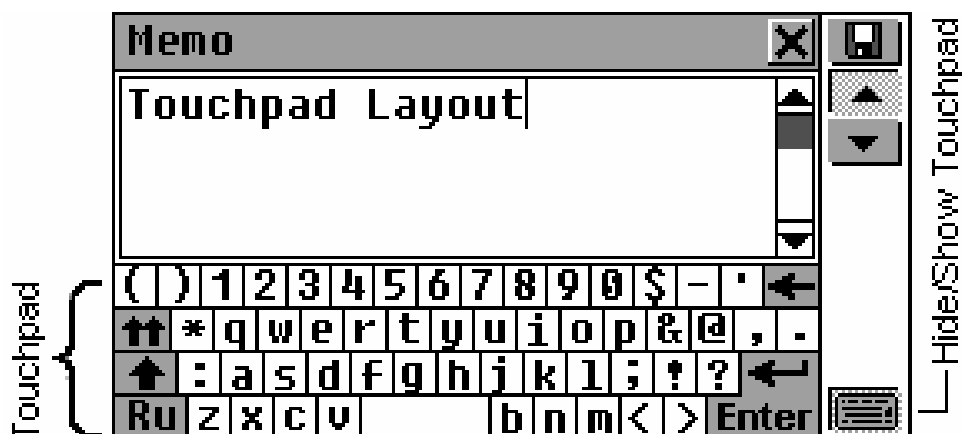 Memo
Touchpad Layout
( ) 1 2 3 4 5 6 7 8 9 0 $ - '
* q w e r t y u i o p & @ , .
: a s d f g h j k l ; ! ?
Ru z x c v b n m < > Enter
Touchpad
Hide/Show Touchpad